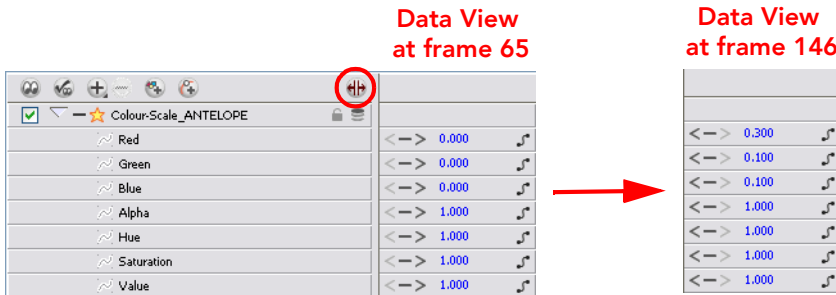 Data View
at frame 65
Data View
at frame 146
Colour-Scale_ANTELOPE
Red 0.000 0.300
Green 0.000 0.100
Blue 0.000 0.100
Alpha 1.000 1.000
Hue 1.000 1.000
Saturation 1.000 1.000
Value 1.000 1.000